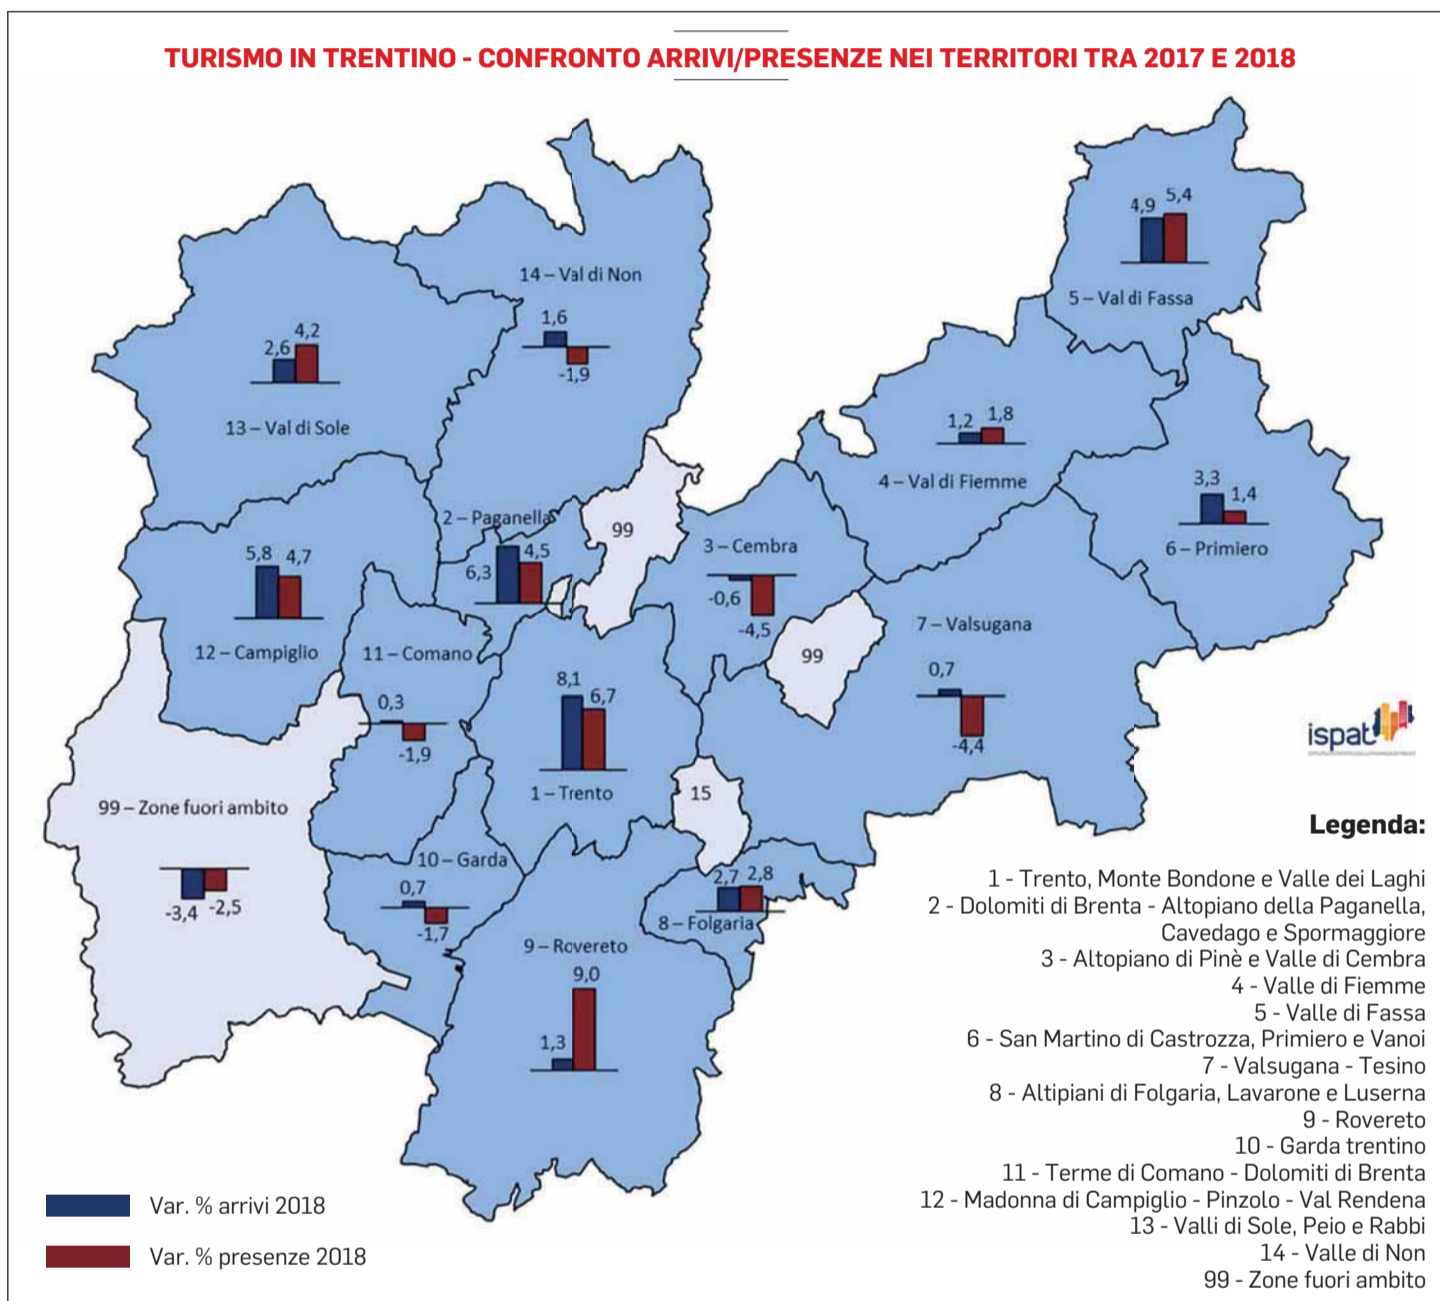 TURISMO IN TRENTINO - CONFRONTO ARRIVI/PRESENZE NEI TERRITORI TRA 2017 E 2018
4,9 5,4
5 – Val di Fassa
14 – Val di Non
1,6
-1,9
2,6 4,2
13 – Val di Sole
1,2 1,8
4 – Val di Fiemme
3,3 1,4
6 – Primiero
2 – Paganella
6,3 4,5
99
3 – Cembra
-0,6
-4,5
5,8 4,7
12 – Campiglio
11 – Comano
0,3
-1,9
99
7 – Valsugana
0,7
-4,4
8,1 6,7
1 – Trento
15
99 – Zone fuori ambito
-3,4 -2,5
10 – Garda
0,7
-1,7
2,7 2,8
8 – Folgaria
9 – Rovereto
9,0
1,3
ispat
Legenda:
1 - Trento, Monte Bondone e Valle dei Laghi
2 - Dolomiti di Brenta - Altopiano della Paganella,
Cavedago e Spormaggiore
3 - Altopiano di Pinè e Valle di Cembra
4 - Valle di Fiemme
5 - Valle di Fassa
6 - San Martino di Castrozza, Primiero e Vanoi
7 - Valsugana - Tesino
8 - Altipiani di Folgaria, Lavarone e Luserna
9 - Rovereto
10 - Garda trentino
11 - Terme di Comano - Dolomiti di Brenta
12 - Madonna di Campiglio - Pinzolo - Val Rendena
13 - Valli di Sole, Peio e Rabbi
14 - Valle di Non
99 - Zone fuori ambito
Var. % arrivi 2018
Var. % presenze 2018